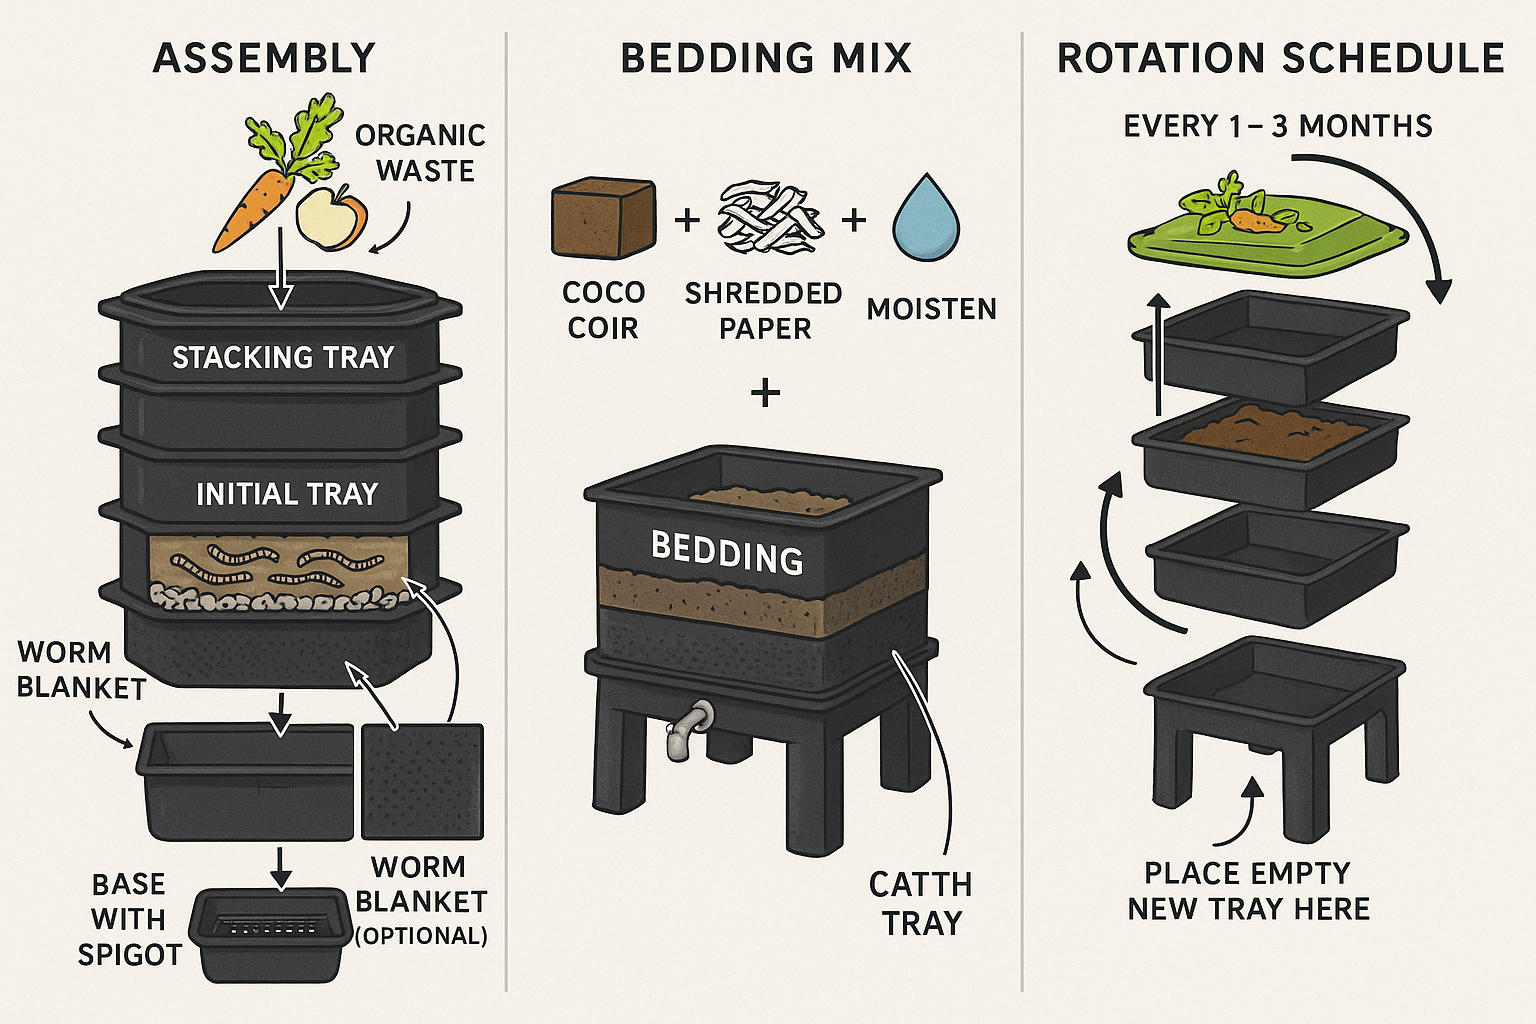 ASSEMBLY
ORGANIC
WASTE
STACKING TRAY
INITIAL TRAY
WORM
BLANKET
WORM
BLANKET
(OPTIONAL)
BASE
WITH
SPIGOT
BEDDING MIX
+
+
COCO
COIR
SHREDDED
PAPER
MOISTEN
+
BEDDING
CATTH
TRAY
ROTATION SCHEDULE
EVERY 1–3 MONTHS
PLACE EMPTY
NEW TRAY HERE